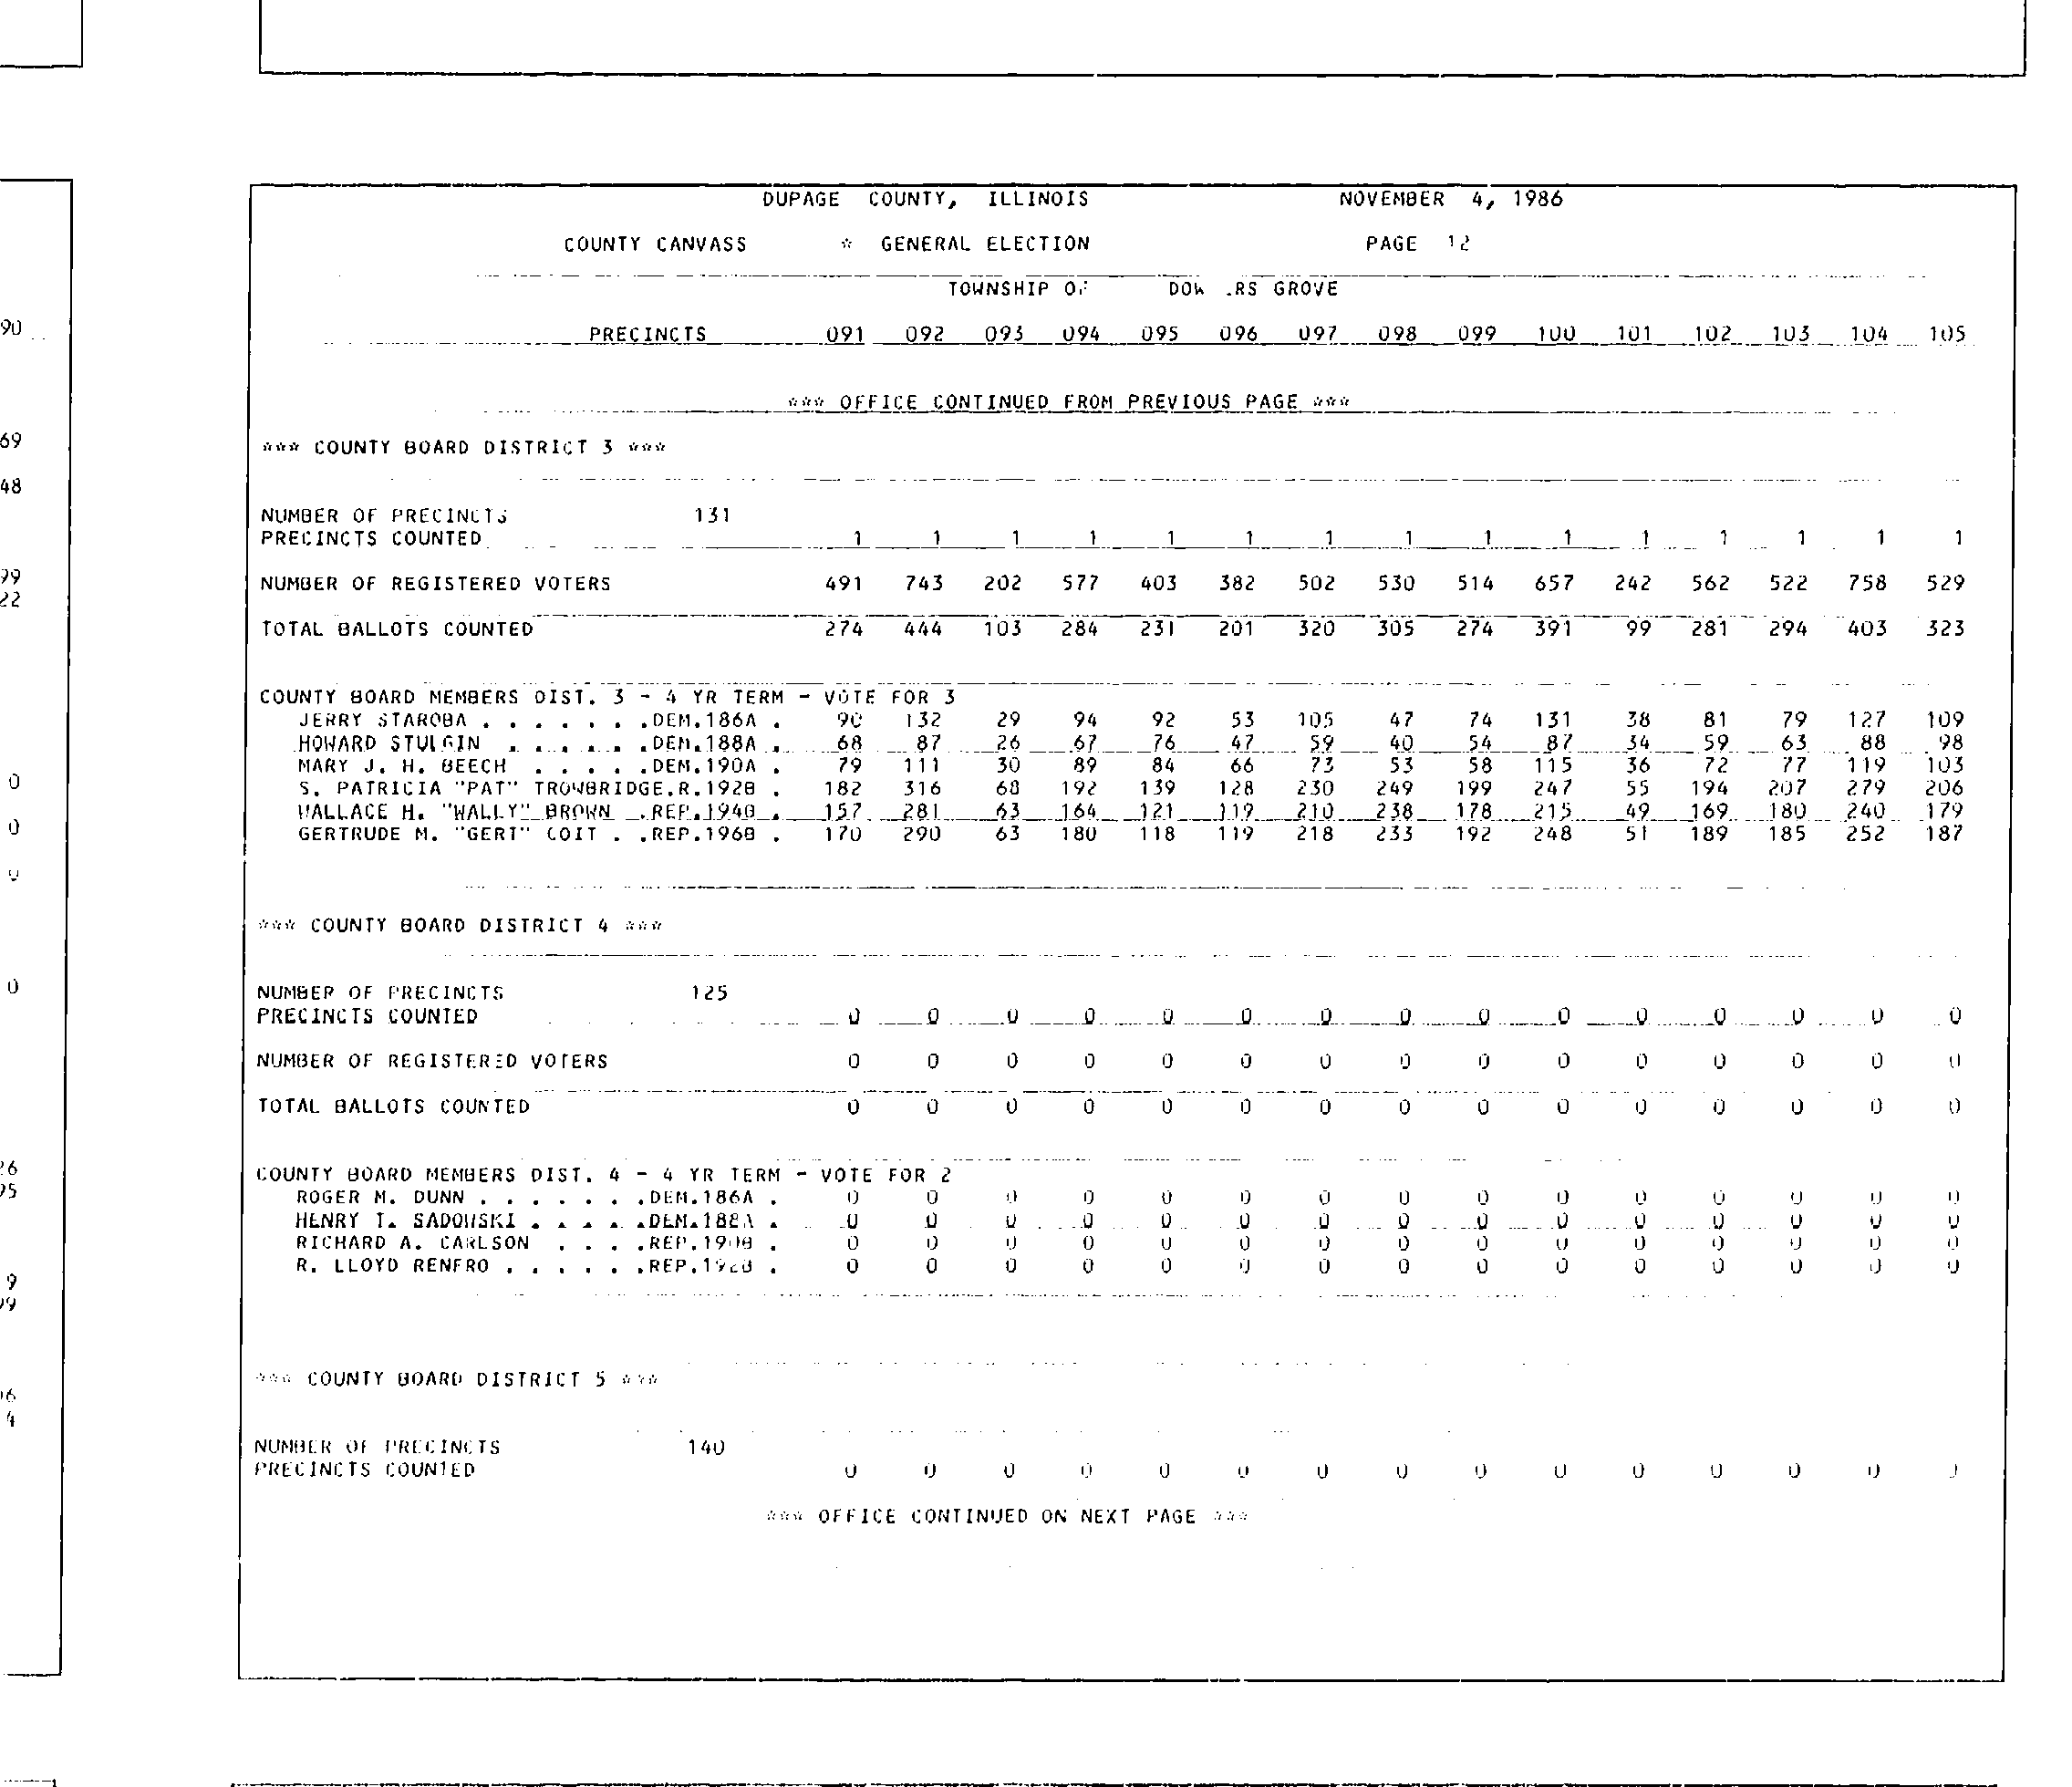 DUPAGE COUNTY, ILLINOIS NOVEMBER 4, 1986
COUNTY CANVASS * GENERAL ELECTION PAGE 12
TOWNSHIP OF DOW .RS GROVE
90
PRECINCTS 091 092 093 094 095 096 097 098 099 100 101 102 103 104 105
*** OFFICE CONTINUED FROM PREVIOUS PAGE ***
69
*** COUNTY BOARD DISTRICT 3 ***
48
NUMBER OF PRECINCTS 131
PRECINCTS COUNTED 1 1 1 1 1 1 1 1 1 1 1 1 1 1 1
99
NUMBER OF REGISTERED VOTERS 491 743 202 577 403 382 502 530 514 657 242 562 522 758 529
22
TOTAL BALLOTS COUNTED 274 444 103 284 231 201 320 305 274 391 99 281 294 403 323
COUNTY BOARD MEMBERS DIST. 3 - 4 YR TERM - VOTE FOR 3
JERRY STAROBA . . . . . . .DEM.186A . 90 132 29 94 92 53 105 47 74 131 38 81 79 127 109
HOWARD STULGIN . . . . . .DEM.188A . 68 87 26 67 76 47 59 40 54 87 34 59 63 88 98
MARY J. H. BEECH . . . . .DEM.190A . 79 111 30 89 84 66 73 53 58 115 36 72 77 119 103
0
S. PATRICIA "PAT" TROWBRIDGE.R.192B . 182 316 68 192 139 128 230 249 199 247 55 194 207 279 206
WALLACE H. "WALLY" BROWN .REP.194B . 157 281 63 164 121 119 210 238 178 215 49 169 180 240 179
0
GERTRUDE M. "GERT" COIT . .REP.196B . 170 290 63 180 118 119 218 233 192 248 51 189 185 252 187
0
*** COUNTY BOARD DISTRICT 4 ***
0
NUMBER OF PRECINCTS 125
PRECINCTS COUNTED 0 0 0 0 0 0 0 0 0 0 0 0 0 0 0
NUMBER OF REGISTERED VOTERS 0 0 0 0 0 0 0 0 0 0 0 0 0 0 0
TOTAL BALLOTS COUNTED 0 0 0 0 0 0 0 0 0 0 0 0 0 0 0
26
COUNTY BOARD MEMBERS DIST. 4 - 4 YR TERM - VOTE FOR 2
95
ROGER M. DUNN . . . . . . .DEM.186A . 0 0 0 0 0 0 0 0 0 0 0 0 0 0 0
HENRY T. SADOWSKI . . . . .DEM.188A . 0 0 0 0 0 0 0 0 0 0 0 0 0 0 0
RICHARD A. CARLSON . . . .REP.190B . 0 0 0 0 0 0 0 0 0 0 0 0 0 0 0
R. LLOYD RENFRO . . . . . .REP.192B . 0 0 0 0 0 0 0 0 0 0 0 0 0 0 0
9
99
*** COUNTY BOARD DISTRICT 5 ***
6
4
NUMBER OF PRECINCTS 140
PRECINCTS COUNTED 0 0 0 0 0 0 0 0 0 0 0 0 0 0 0
*** OFFICE CONTINUED ON NEXT PAGE ***